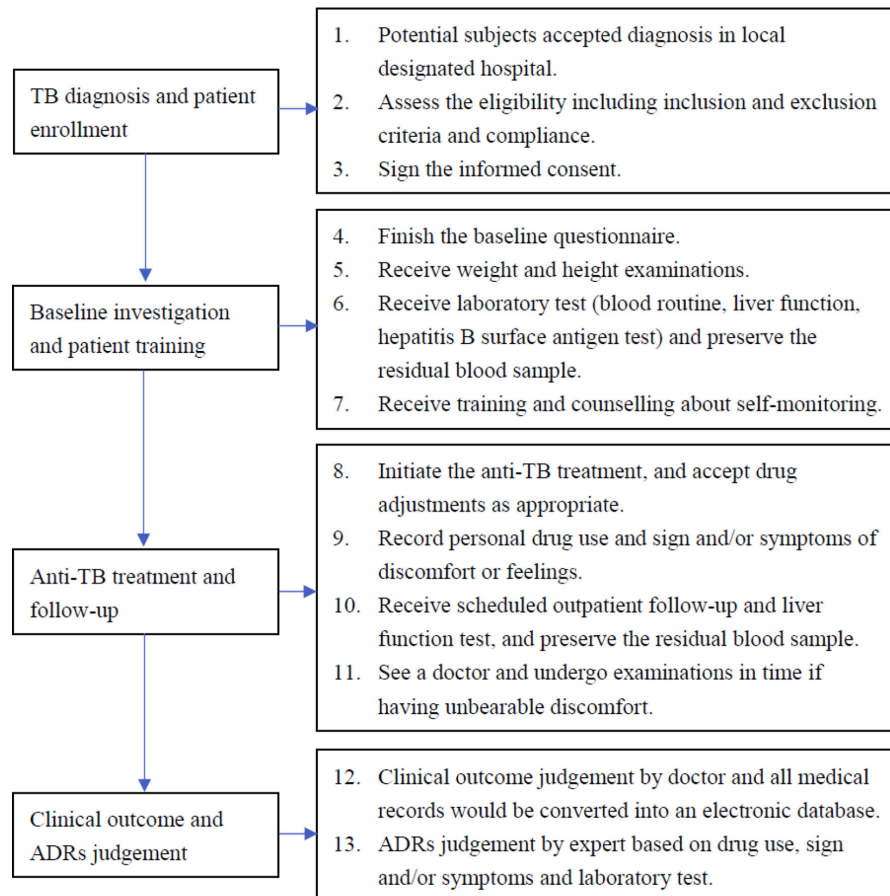 TB diagnosis and patient
enrollment
1. Potential subjects accepted diagnosis in local
designated hospital.
2. Assess the eligibility including inclusion and exclusion
criteria and compliance.
3. Sign the informed consent.
Baseline investigation
and patient training
4. Finish the baseline questionnaire.
5. Receive weight and height examinations.
6. Receive laboratory test (blood routine, liver function,
hepatitis B surface antigen test) and preserve the
residual blood sample.
7. Receive training and counselling about self-monitoring.
Anti-TB treatment and
follow-up
8. Initiate the anti-TB treatment, and accept drug
adjustments as appropriate.
9. Record personal drug use and sign and/or symptoms of
discomfort or feelings.
10. Receive scheduled outpatient follow-up and liver
function test, and preserve the residual blood sample.
11. See a doctor and undergo examinations in time if
having unbearable discomfort.
Clinical outcome and
ADRs judgement
12. Clinical outcome judgement by doctor and all medical
records would be converted into an electronic database.
13. ADRs judgement by expert based on drug use, sign
and/or symptoms and laboratory test.